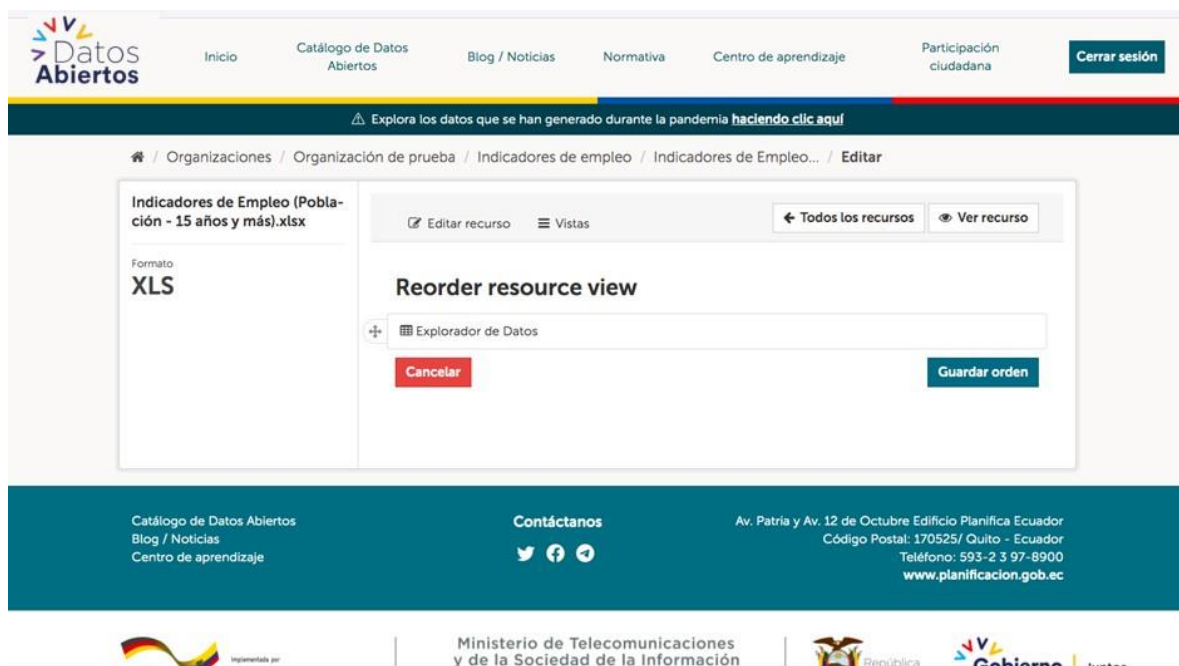 Datos
Abiertos
Inicio
Catálogo de Datos
Abiertos
Blog / Noticias
Normativa
Centro de aprendizaje
Participación
ciudadana
Cerrar sesión
Explora los datos que se han generado durante la pandemia haciendo clic aquí
/ Organizaciones / Organización de prueba / Indicadores de empleo / Indicadores de Empleo... / Editar
Indicadores de Empleo (Pobla-
ción - 15 años y más).xlsx
Formato
XLS
Editar recurso
Vistas
Todos los recursos
Ver recurso
Reorder resource view
Explorador de Datos
Cancelar
Guardar orden
Catálogo de Datos Abiertos
Blog / Noticias
Centro de aprendizaje
Contáctanos
Av. Patria y Av. 12 de Octubre Edificio Planifica Ecuador
Código Postal: 170525/ Quito - Ecuador
Teléfono: 593-2 3 97-8900
www.planificacion.gob.ec
Implementada por
Ministerio de Telecomunicaciones
y de la Sociedad de la Información
República
Gobierno
Juntos